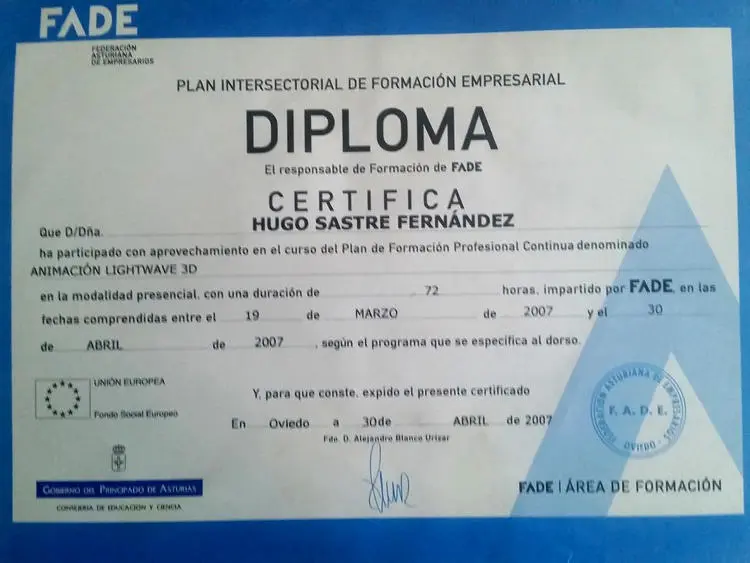 FADE
FEDERACIÓN
ASTURIANA
DE EMPRESARIOS
PLAN INTERSECTORIAL DE FORMACIÓN EMPRESARIAL
DIPLOMA
El responsable de Formación de FADE
CERTIFICA
HUGO SASTRE FERNÁNDEZ
Que D/Dña.
ha participado con aprovechamiento en el curso del Plan de Formación Profesional Continua denominado
ANIMACIÓN LIGHTWAVE 3D
en la modalidad presencial, con una duración de 72 horas, impartido por FADE, en las
fechas comprendidas entre el 19 de MARZO de 2007 y el 30
de ABRIL de 2007, según el programa que se especifica al dorso.
UNIÓN EUROPEA
Fondo Social Europeo
Y, para que conste, expido el presente certificado
En Oviedo a 30 de ABRIL de 2007
Fdo. D. Alejandro Blanco Urizar
FEDERACIÓN ASTURIANA DE EMPRESARIOS
F. A. D. E.
OVIEDO
GOBIERNO DEL PRINCIPADO DE ASTURIAS
CONSEJERÍA DE EDUCACIÓN Y CIENCIA
FADE | ÁREA DE FORMACIÓN